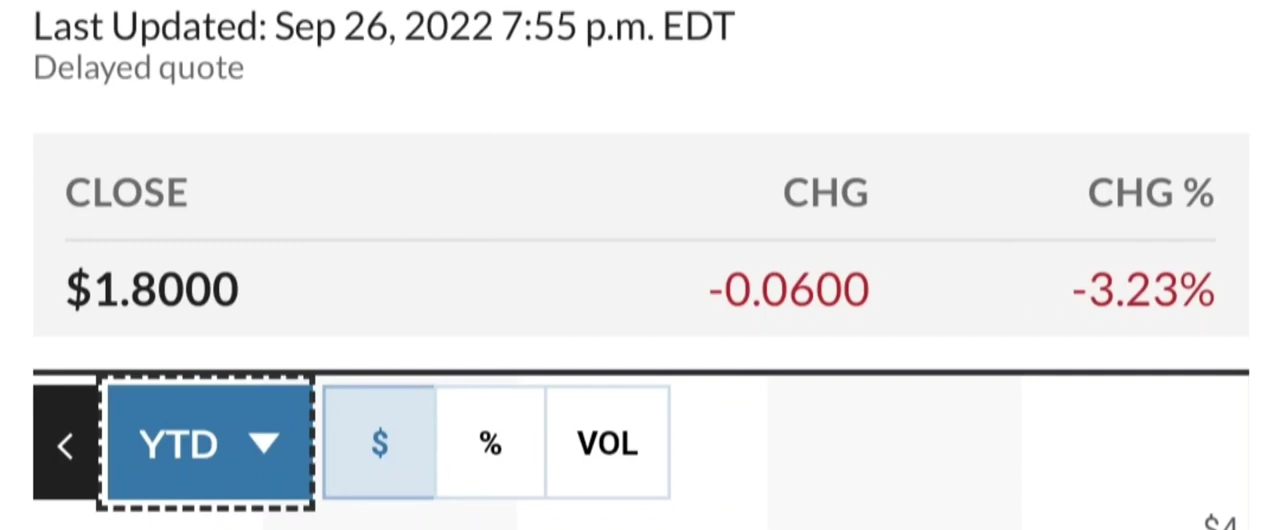 Last Updated: Sep 26, 2022 7:55 p.m. EDT
Delayed quote
CLOSE CHG CHG %
$1.8000 -0.0600 -3.23%
< YTD ▼ $ % VOL